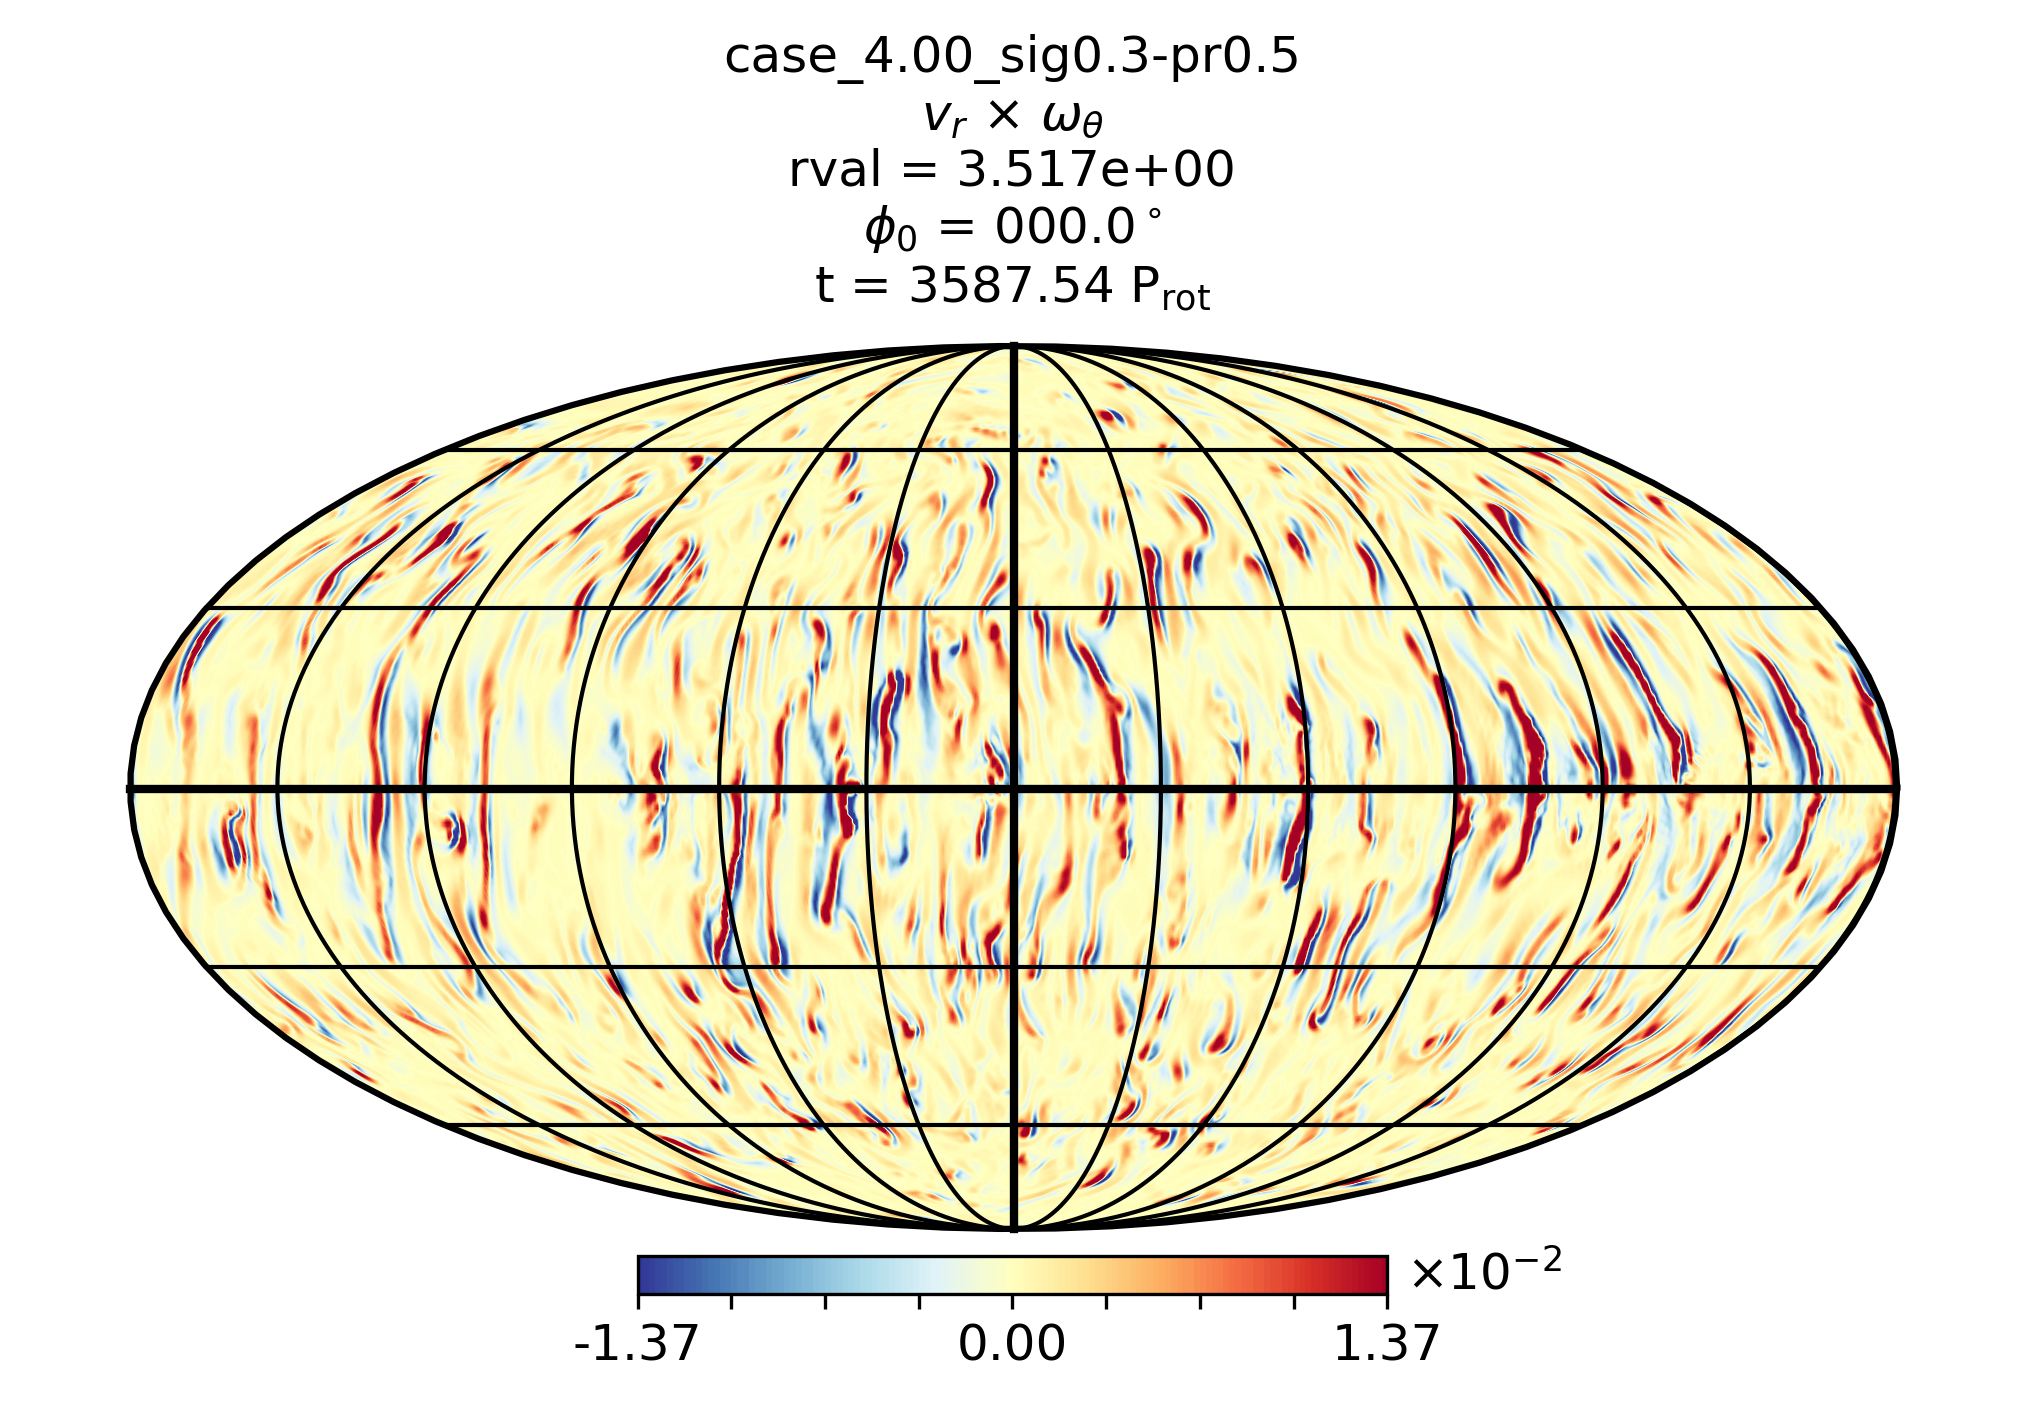 case_4.00_sig0.3-pr0.5
v_r × ω_θ
rval = 3.517e+00
ϕ_0 = 000.0°
t = 3587.54 P_rot
×10^−2
-1.37 0.00 1.37